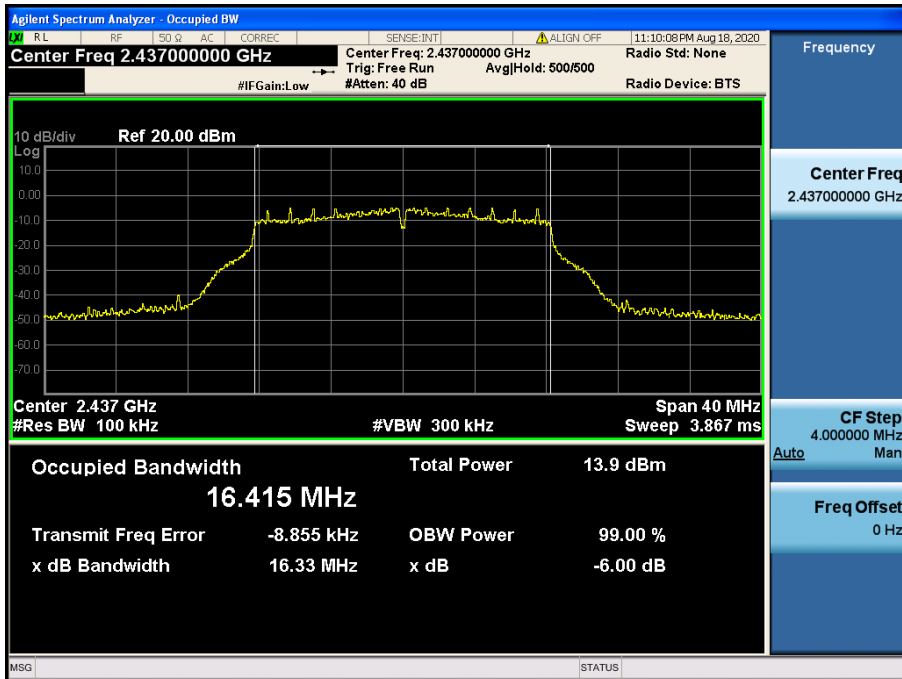 Agilent Spectrum Analyzer - Occupied BW
LXI RL RF 50 Ω AC CORREC SENSE:INT ALIGN OFF 11:10:08 PM Aug 18, 2020
Center Freq 2.437000000 GHz
Center Freq: 2.437000000 GHz
Radio Std: None
Trig: Free Run Avg|Hold: 500/500
#IFGain:Low
#Atten: 40 dB
Radio Device: BTS
10 dB/div Ref 20.00 dBm
Log
10.0
0.00
-10.0
-20.0
-30.0
-40.0
-50.0
-60.0
-70.0
Center 2.437 GHz Span 40 MHz
#Res BW 100 kHz #VBW 300 kHz Sweep 3.867 ms
Occupied Bandwidth Total Power 13.9 dBm
16.415 MHz
Transmit Freq Error -8.855 kHz OBW Power 99.00 %
x dB Bandwidth 16.33 MHz x dB -6.00 dB
MSG STATUS
Frequency
Center Freq
2.437000000 GHz
CF Step
4.000000 MHz
Auto Man
Freq Offset
0 Hz